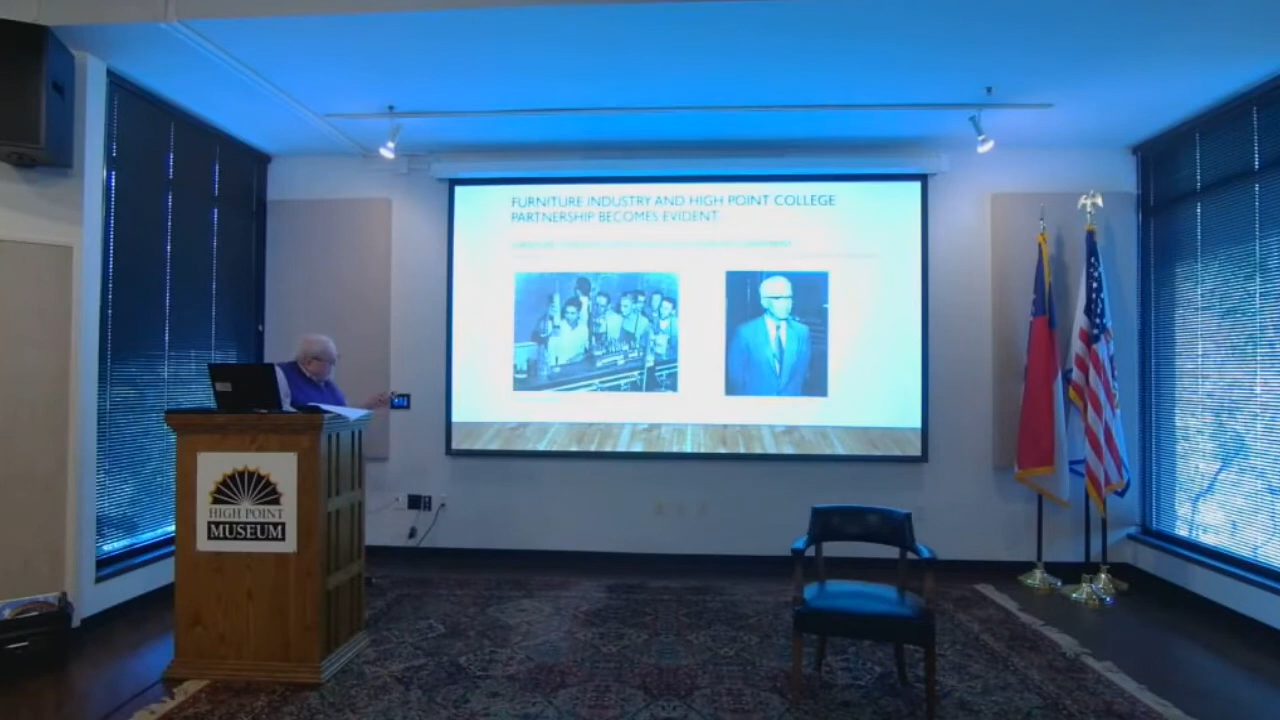 FURNITURE INDUSTRY AND HIGH POINT COLLEGE
PARTNERSHIP BECOMES EVIDENT
HIGH POINT
MUSEUM